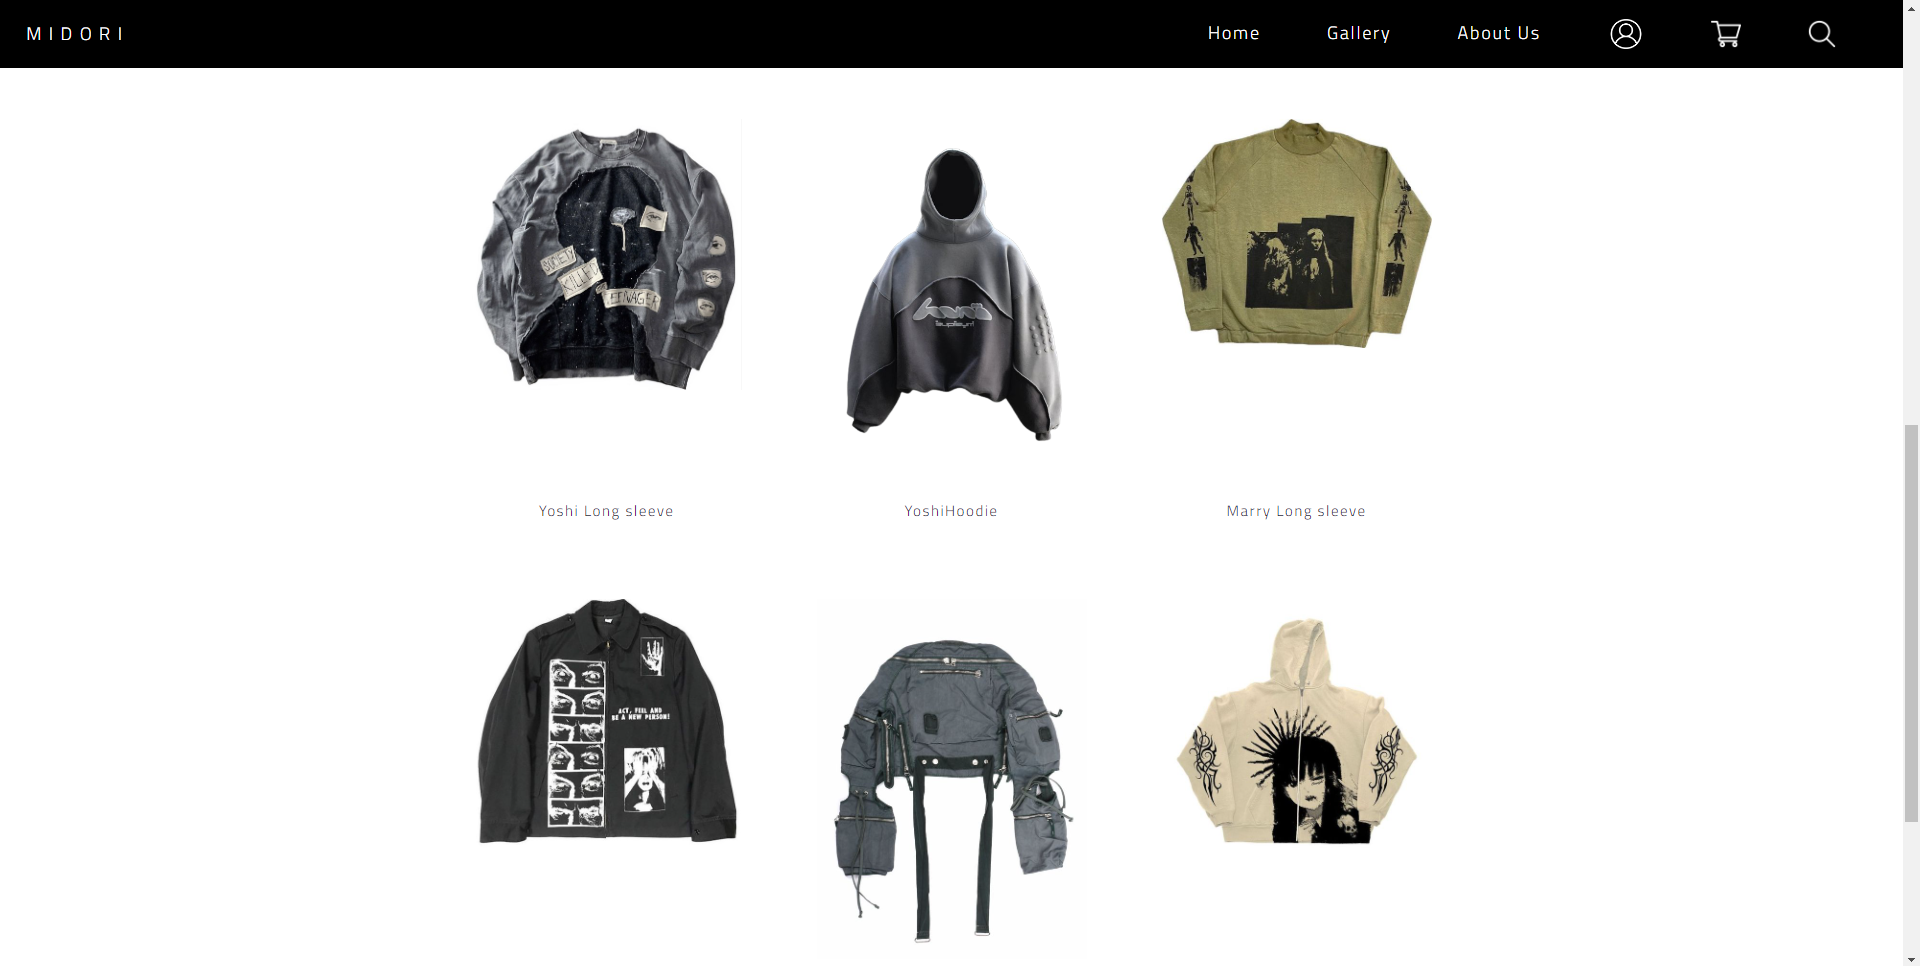 MIDORI
Home
Gallery
About Us
SOCIETY
KILLED
TEENAGER
Yoshi Long sleeve
YoshiHoodie
Marry Long sleeve
ACT, FEEL AND
BE A NEW PERSON!